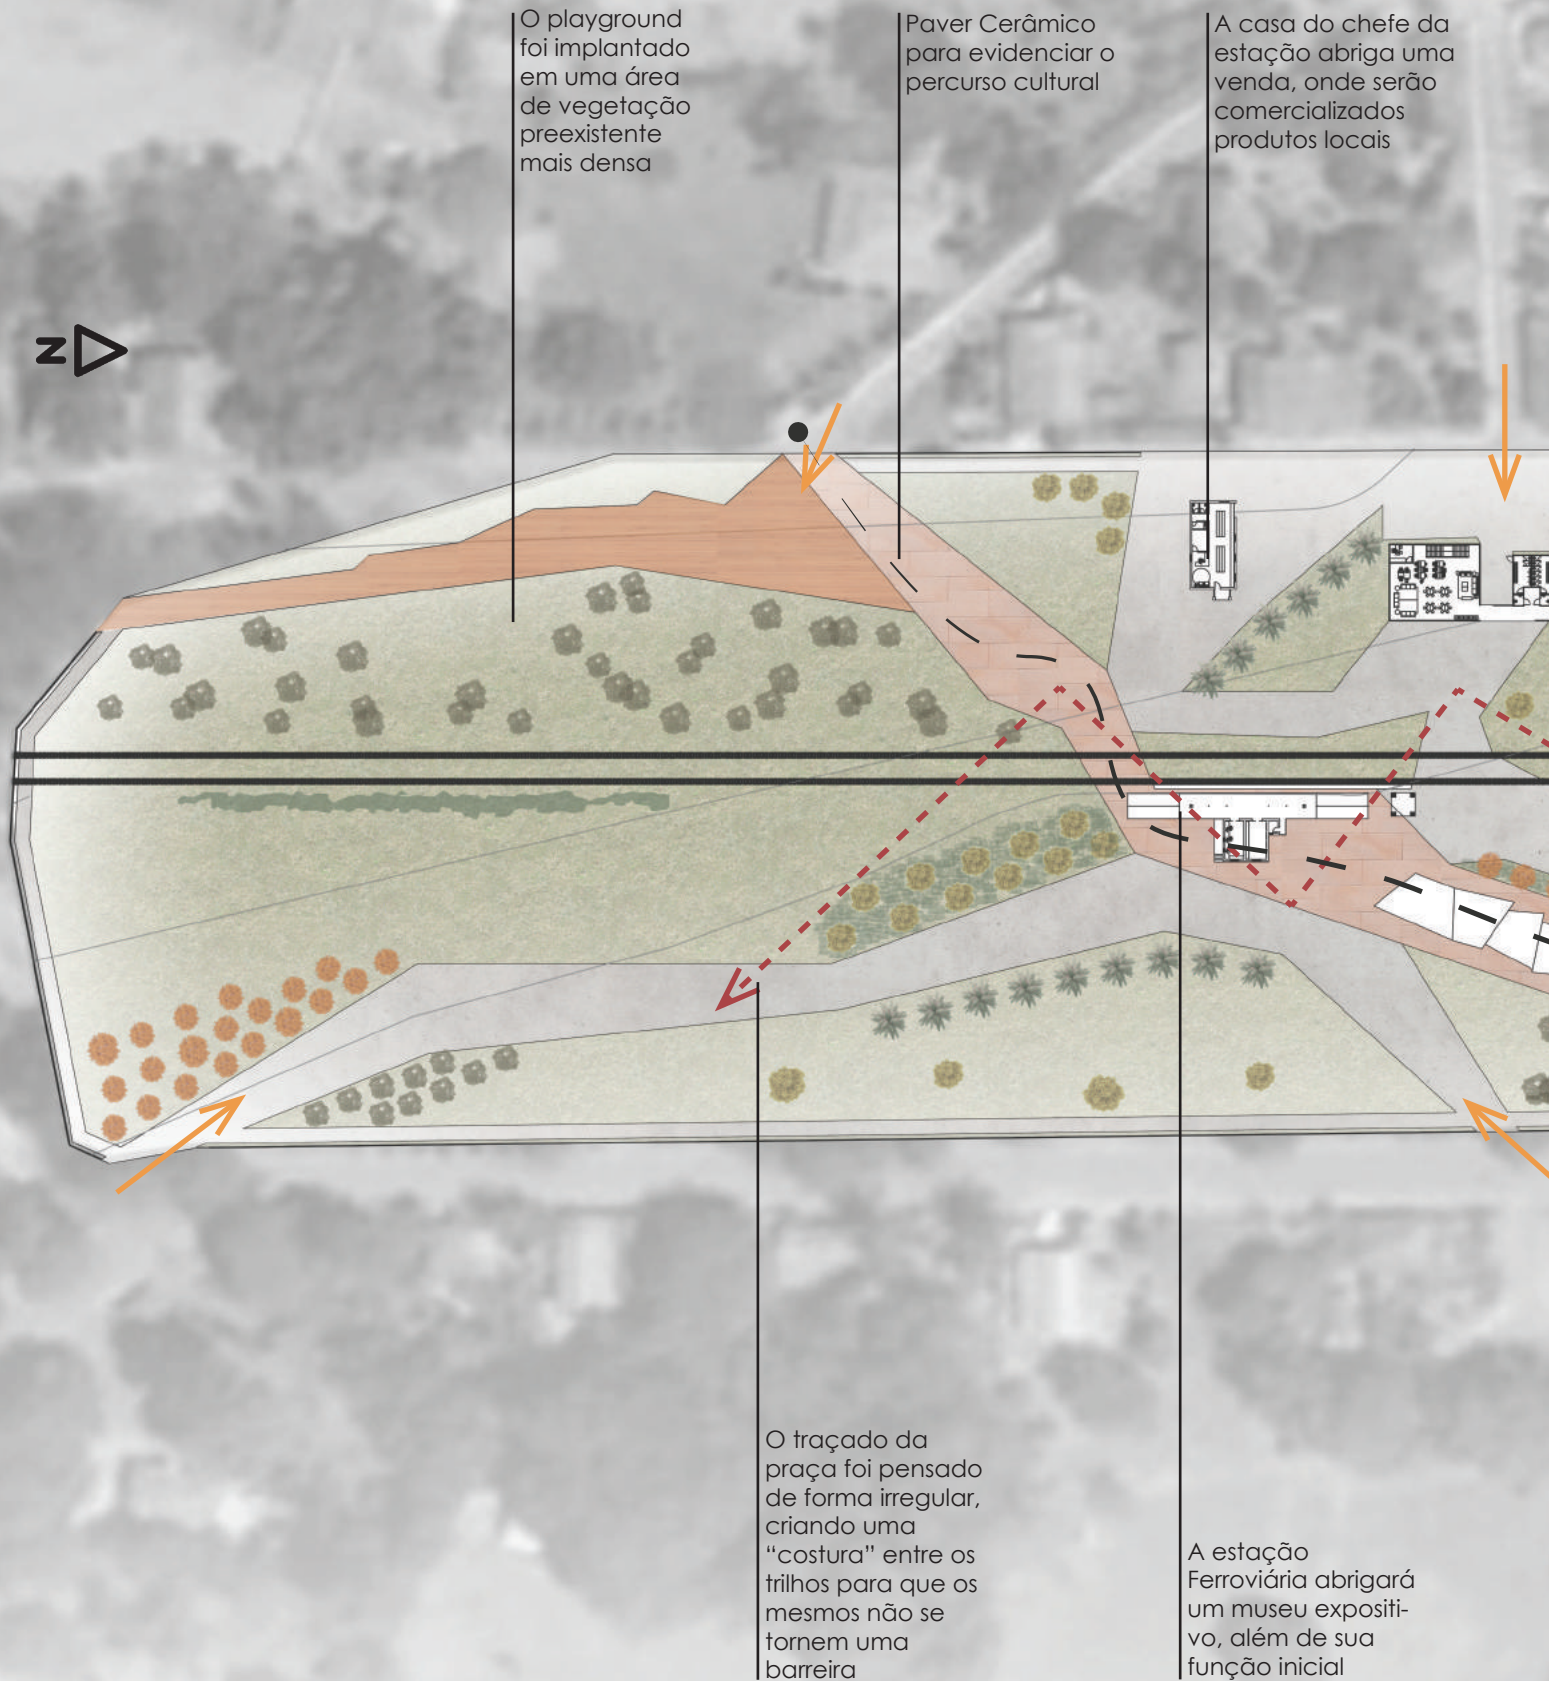 O playground
foi implantado
em uma área
de vegetação
preexistente
mais densa
Paver Cerâmico
para evidenciar o
percurso cultural
A casa do chefe da
estação abriga uma
venda, onde serão
comercializados
produtos locais
N
O traçado da
praça foi pensado
de forma irregular,
criando uma
“costura” entre os
trilhos para que os
mesmos não se
tornem uma
barreira
A estação
Ferroviária abrigará
um museu expositi-
vo, além de sua
função inicial